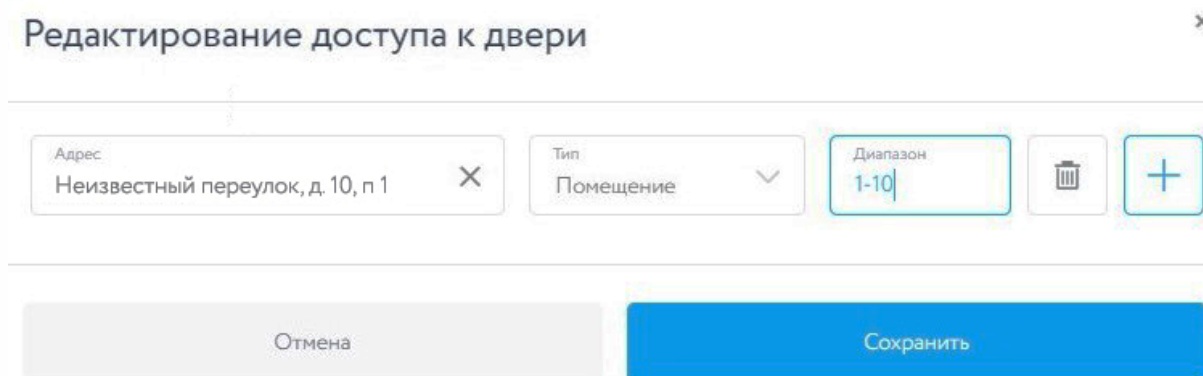 Редактирование доступа к двери
Адрес
Неизвестный переулок, д. 10, п 1
Тип
Помещение
Диапазон
1-10
Отмена
Сохранить